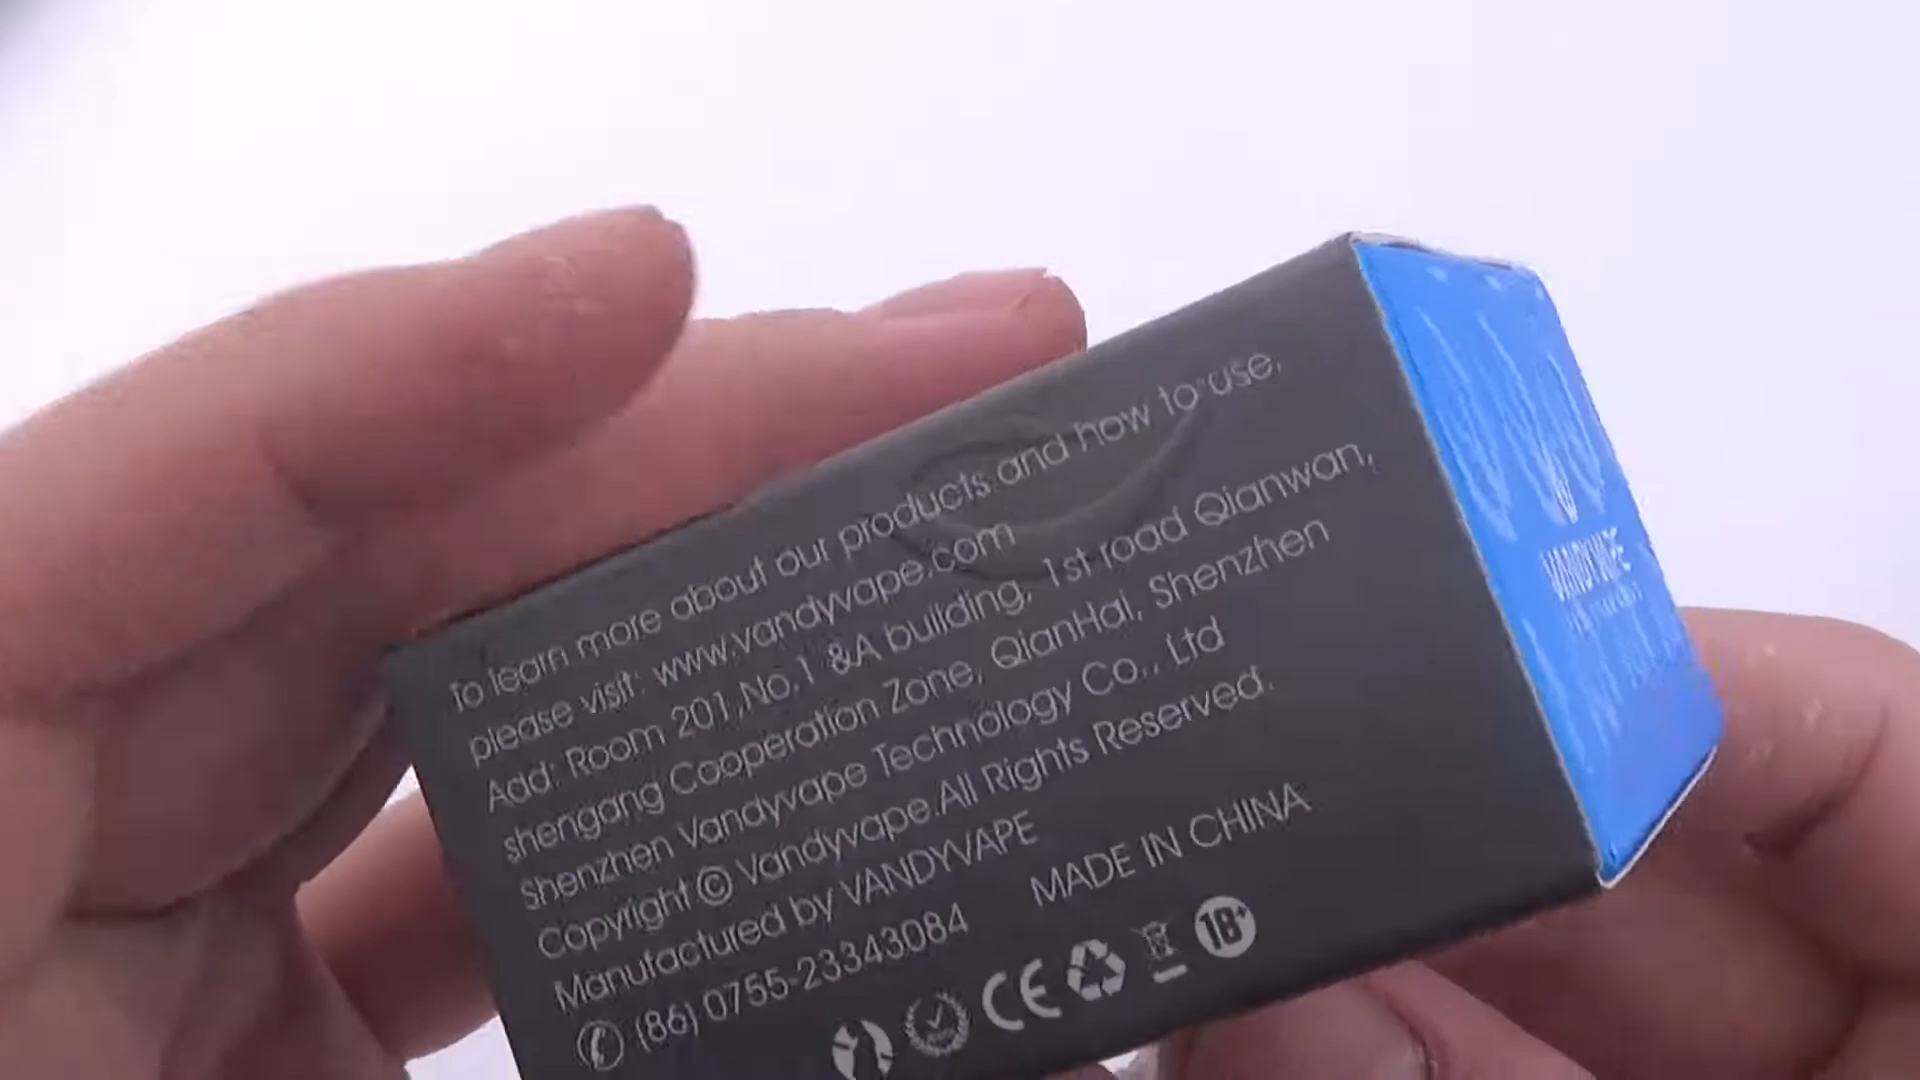 To learn more about our products and how to use,
please visit: www.vandyvape.com
Add: Room 201,No.1 &A building, 1st road Qianwan,
shengang Cooperation Zone, QianHai, Shenzhen
Shenzhen Vandyvape Technology Co., Ltd
Copyright © Vandyvape.All Rights Reserved.
Manufactured by VANDYVAPE
MADE IN CHINA
(86) 0755-23343084
CE
18+
VANDYVAPE